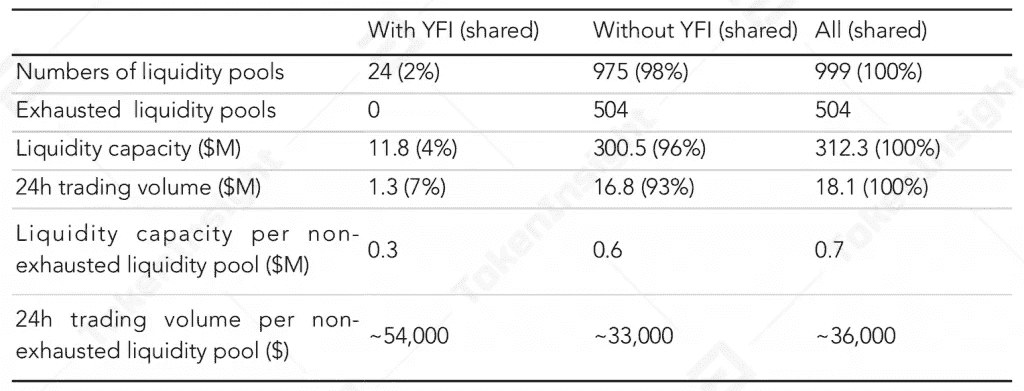 With YFI (shared) Without YFI (shared) All (shared)
Numbers of liquidity pools 24 (2%) 975 (98%) 999 (100%)
Exhausted liquidity pools 0 504 504
Liquidity capacity ($M) 11.8 (4%) 300.5 (96%) 312.3 (100%)
24h trading volume ($M) 1.3 (7%) 16.8 (93%) 18.1 (100%)
Liquidity capacity per non-
exhausted liquidity pool ($M) 0.3 0.6 0.7
24h trading volume per non-
exhausted liquidity pool ($) ~54,000 ~33,000 ~36,000
TokenInsight